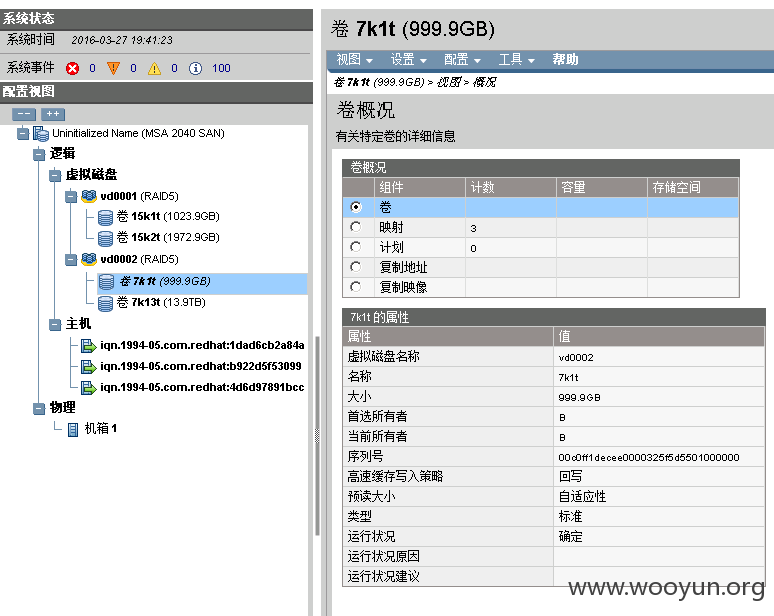 系统状态
系统时间 2016-03-27 19:41:23
系统事件 0 0 0 100
配置视图
Uninitialized Name (MSA 2040 SAN)
逻辑
虚拟磁盘
vd0001 (RAID5)
卷 15k1t (1023.9GB)
卷 15k2t (1972.9GB)
vd0002 (RAID5)
卷 7k1t (999.9GB)
卷 7k13t (13.9TB)
主机
iqn.1994-05.com.redhat:1dad6cb2a84a
iqn.1994-05.com.redhat:b922d5f53099
iqn.1994-05.com.redhat:4d6d97891bcc
物理
机箱 1
卷 7k1t (999.9GB)
视图 设置 配置 工具 帮助
卷 7k1t (999.9GB) > 视图 > 概况
卷概况
有关特定卷的详细信息
卷概况
组件 计数 容量 存储空间
卷
映射 3
计划 0
复制地址
复制映像
7k1t 的属性
属性 值
虚拟磁盘名称 vd0002
名称 7k1t
大小 999.9GB
首选所有者 B
当前所有者 B
序列号 00c0ff1decee0000325f5d5501000000
高速缓存写入策略 回写
预读大小 自适应性
类型 标准
运行状况 确定
运行状况原因
运行状况建议
www.wooyun.org